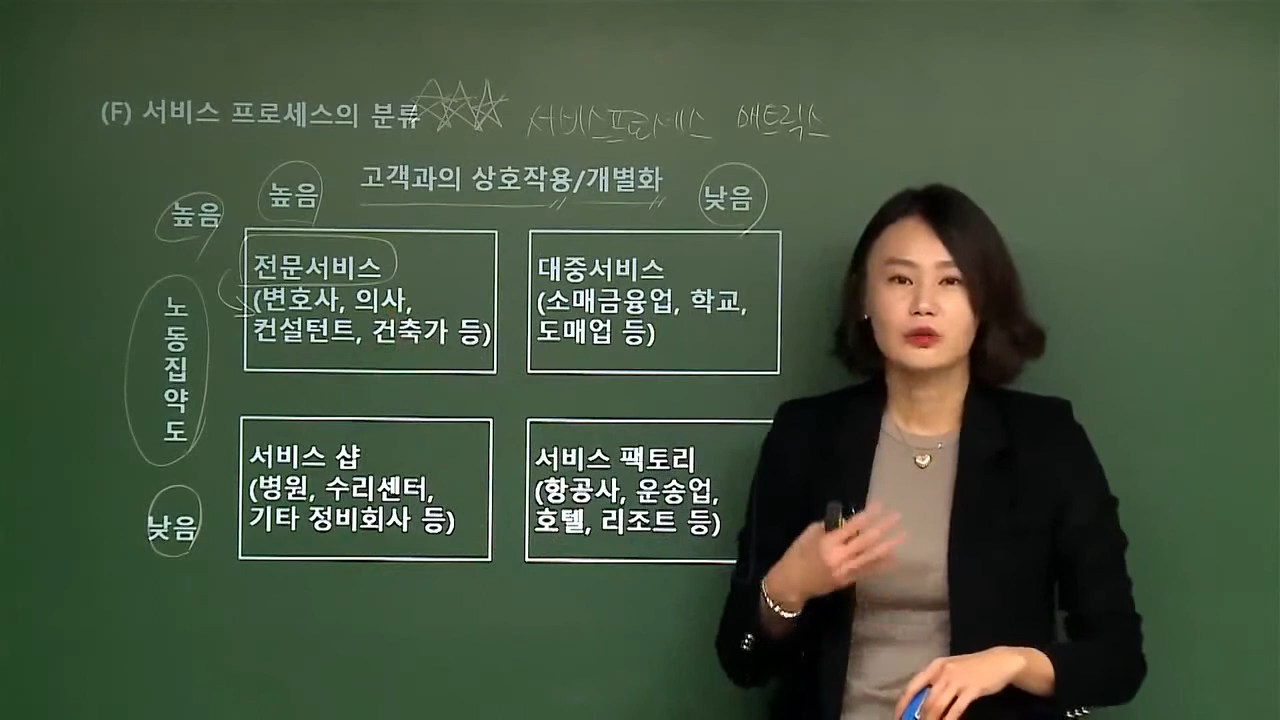 (F) 서비스 프로세스의 분류 서비스프로세스 매트릭스
고객과의 상호작용/개별화
높음
낮음
높음
노동집약도
낮음
전문서비스
(변호사, 의사,
컨설턴트, 건축가 등)
대중서비스
(소매금융업, 학교,
도매업 등)
서비스 샵
(병원, 수리센터,
기타 정비회사 등)
서비스 팩토리
(항공사, 운송업,
호텔, 리조트 등)